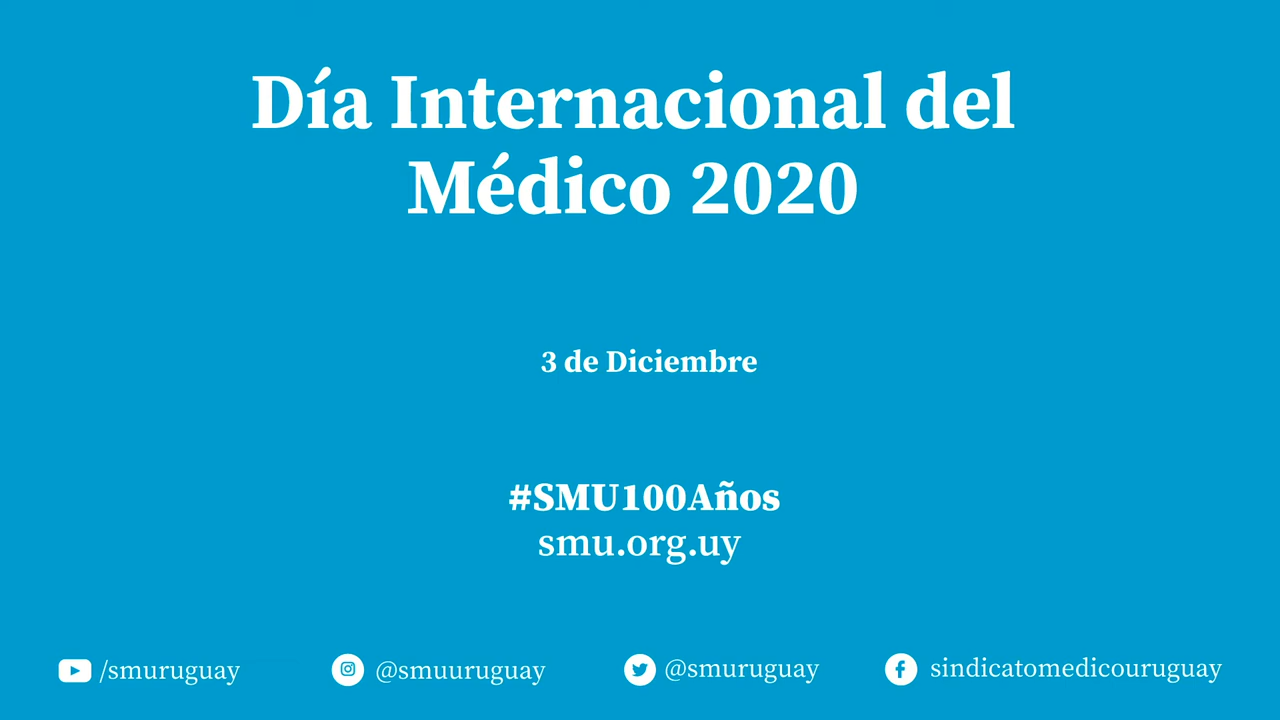 Día Internacional del
Médico 2020
3 de Diciembre
#SMU100Años
smu.org.uy
/smuruguay @smuuruguay @smuruguay sindicatomedicouruguay